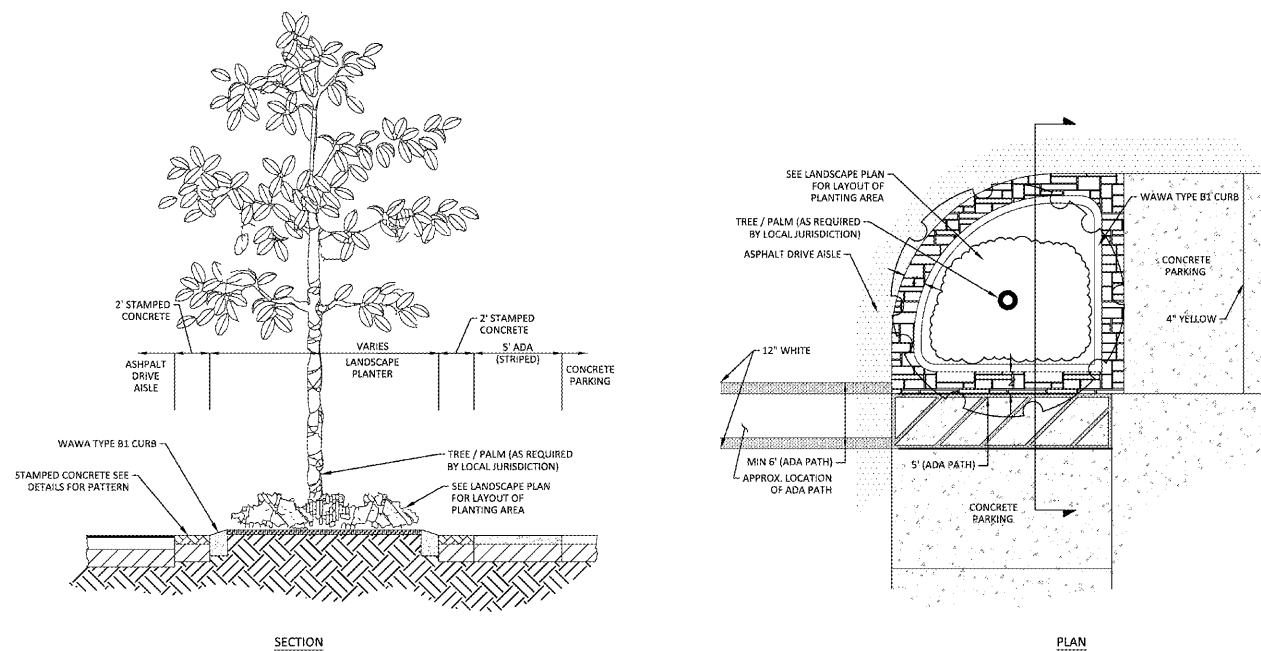 2' STAMPED
CONCRETE
2' STAMPED
CONCRETE
VARIES
LANDSCAPE
PLANTER
5' ADA
(STRIPED)
ASHPALT
DRIVE
AISLE
CONCRETE
PARKING
WAWA TYPE B1 CURB
STAMPED CONCRETE SEE
DETAILS FOR PATTERN
TREE / PALM (AS REQUIRED
BY LOCAL JURISDICTION)
SEE LANDSCAPE PLAN
FOR LAYOUT OF
PLANTING AREA
SECTION
SEE LANDSCAPE PLAN
FOR LAYOUT OF
PLANTING AREA
TREE / PALM (AS REQUIRED
BY LOCAL JURISDICTION)
ASPHALT DRIVE AISLE
WAWA TYPE B1 CURB
CONCRETE
PARKING
4" YELLOW
12" WHITE
MIN 6' (ADA PATH)
5' (ADA PATH)
APPROX. LOCATION
OF ADA PATH
CONCRETE
PARKING
PLAN